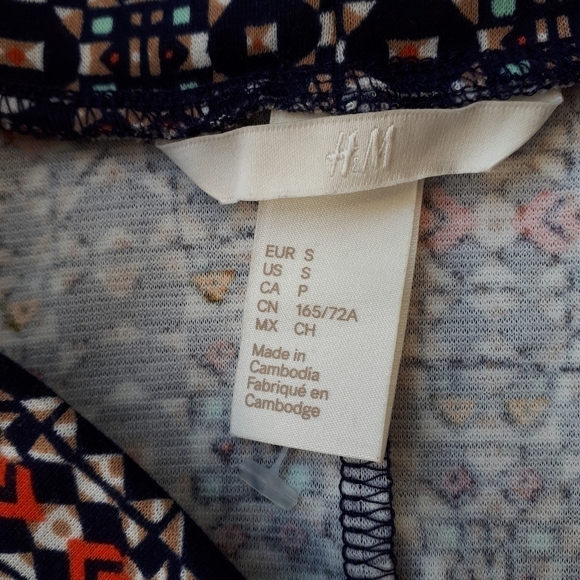 H&M
EUR S
US S
CA P
CN 165/72A
MX CH
Made in
Cambodia
Fabriqué en
Cambodge